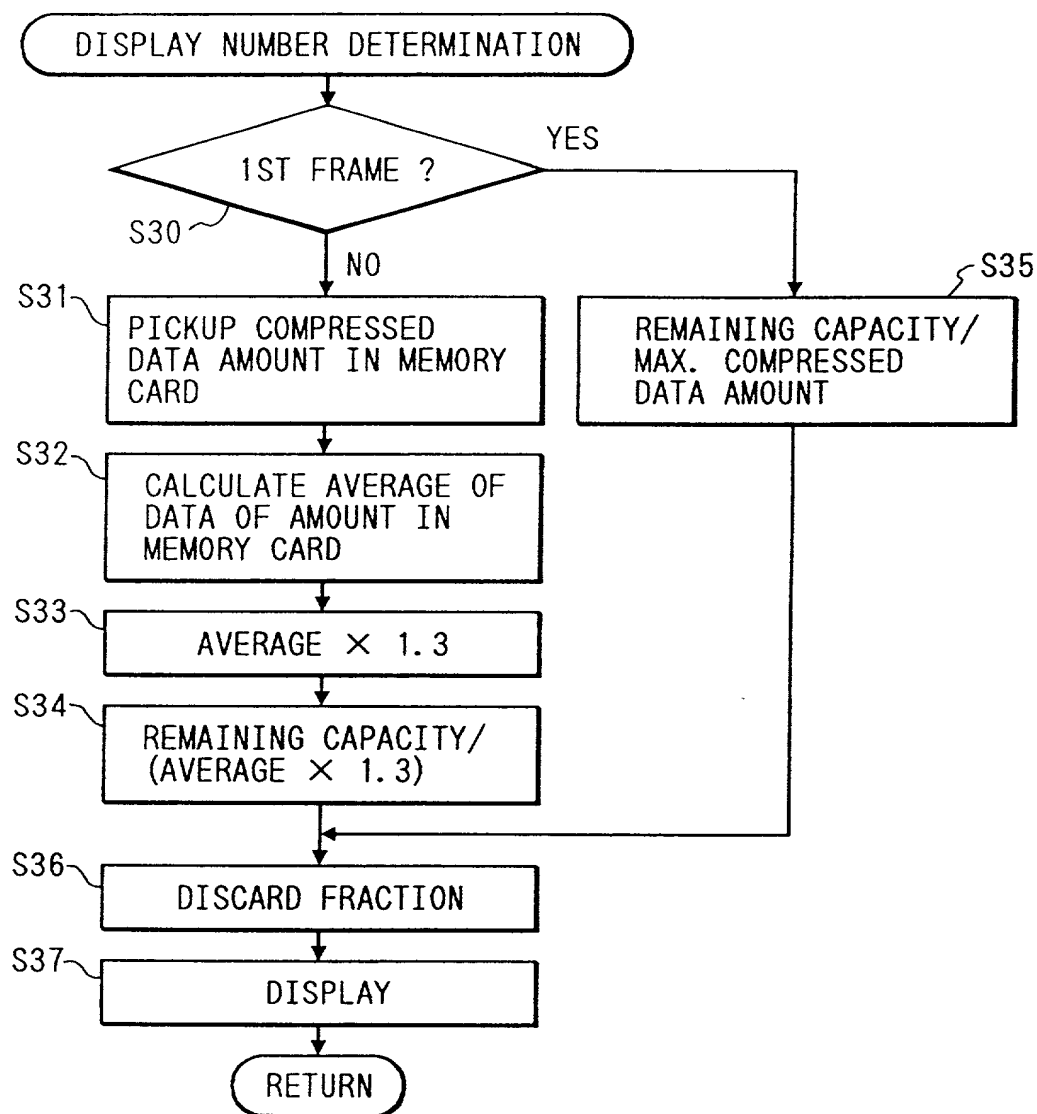 DISPLAY NUMBER DETERMINATION
1ST FRAME ?
YES
S30
NO
S31
PICKUP COMPRESSED
DATA AMOUNT IN MEMORY
CARD
S35
REMAINING CAPACITY/
MAX. COMPRESSED
DATA AMOUNT
S32
CALCULATE AVERAGE OF
DATA OF AMOUNT IN
MEMORY CARD
S33
AVERAGE × 1.3
S34
REMAINING CAPACITY/
(AVERAGE × 1.3)
S36
DISCARD FRACTION
S37
DISPLAY
RETURN